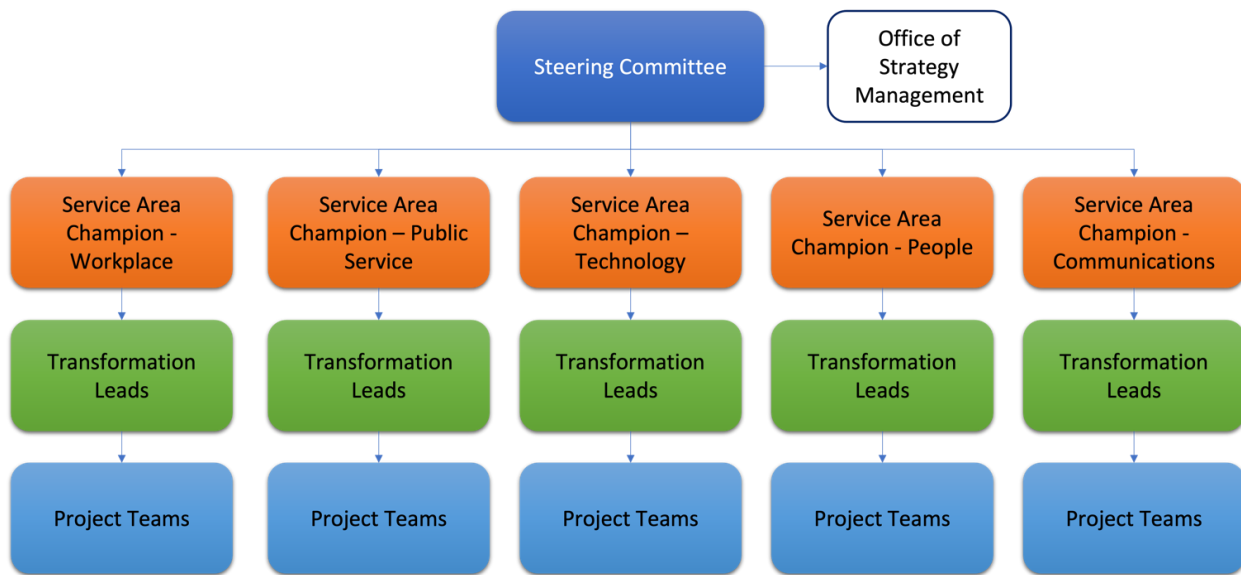 Steering Committee
Office of
Strategy
Management
Service Area
Champion -
Workplace
Service Area
Champion – Public
Service
Service Area
Champion –
Technology
Service Area
Champion - People
Service Area
Champion -
Communications
Transformation
Leads
Transformation
Leads
Transformation
Leads
Transformation
Leads
Transformation
Leads
Project Teams
Project Teams
Project Teams
Project Teams
Project Teams